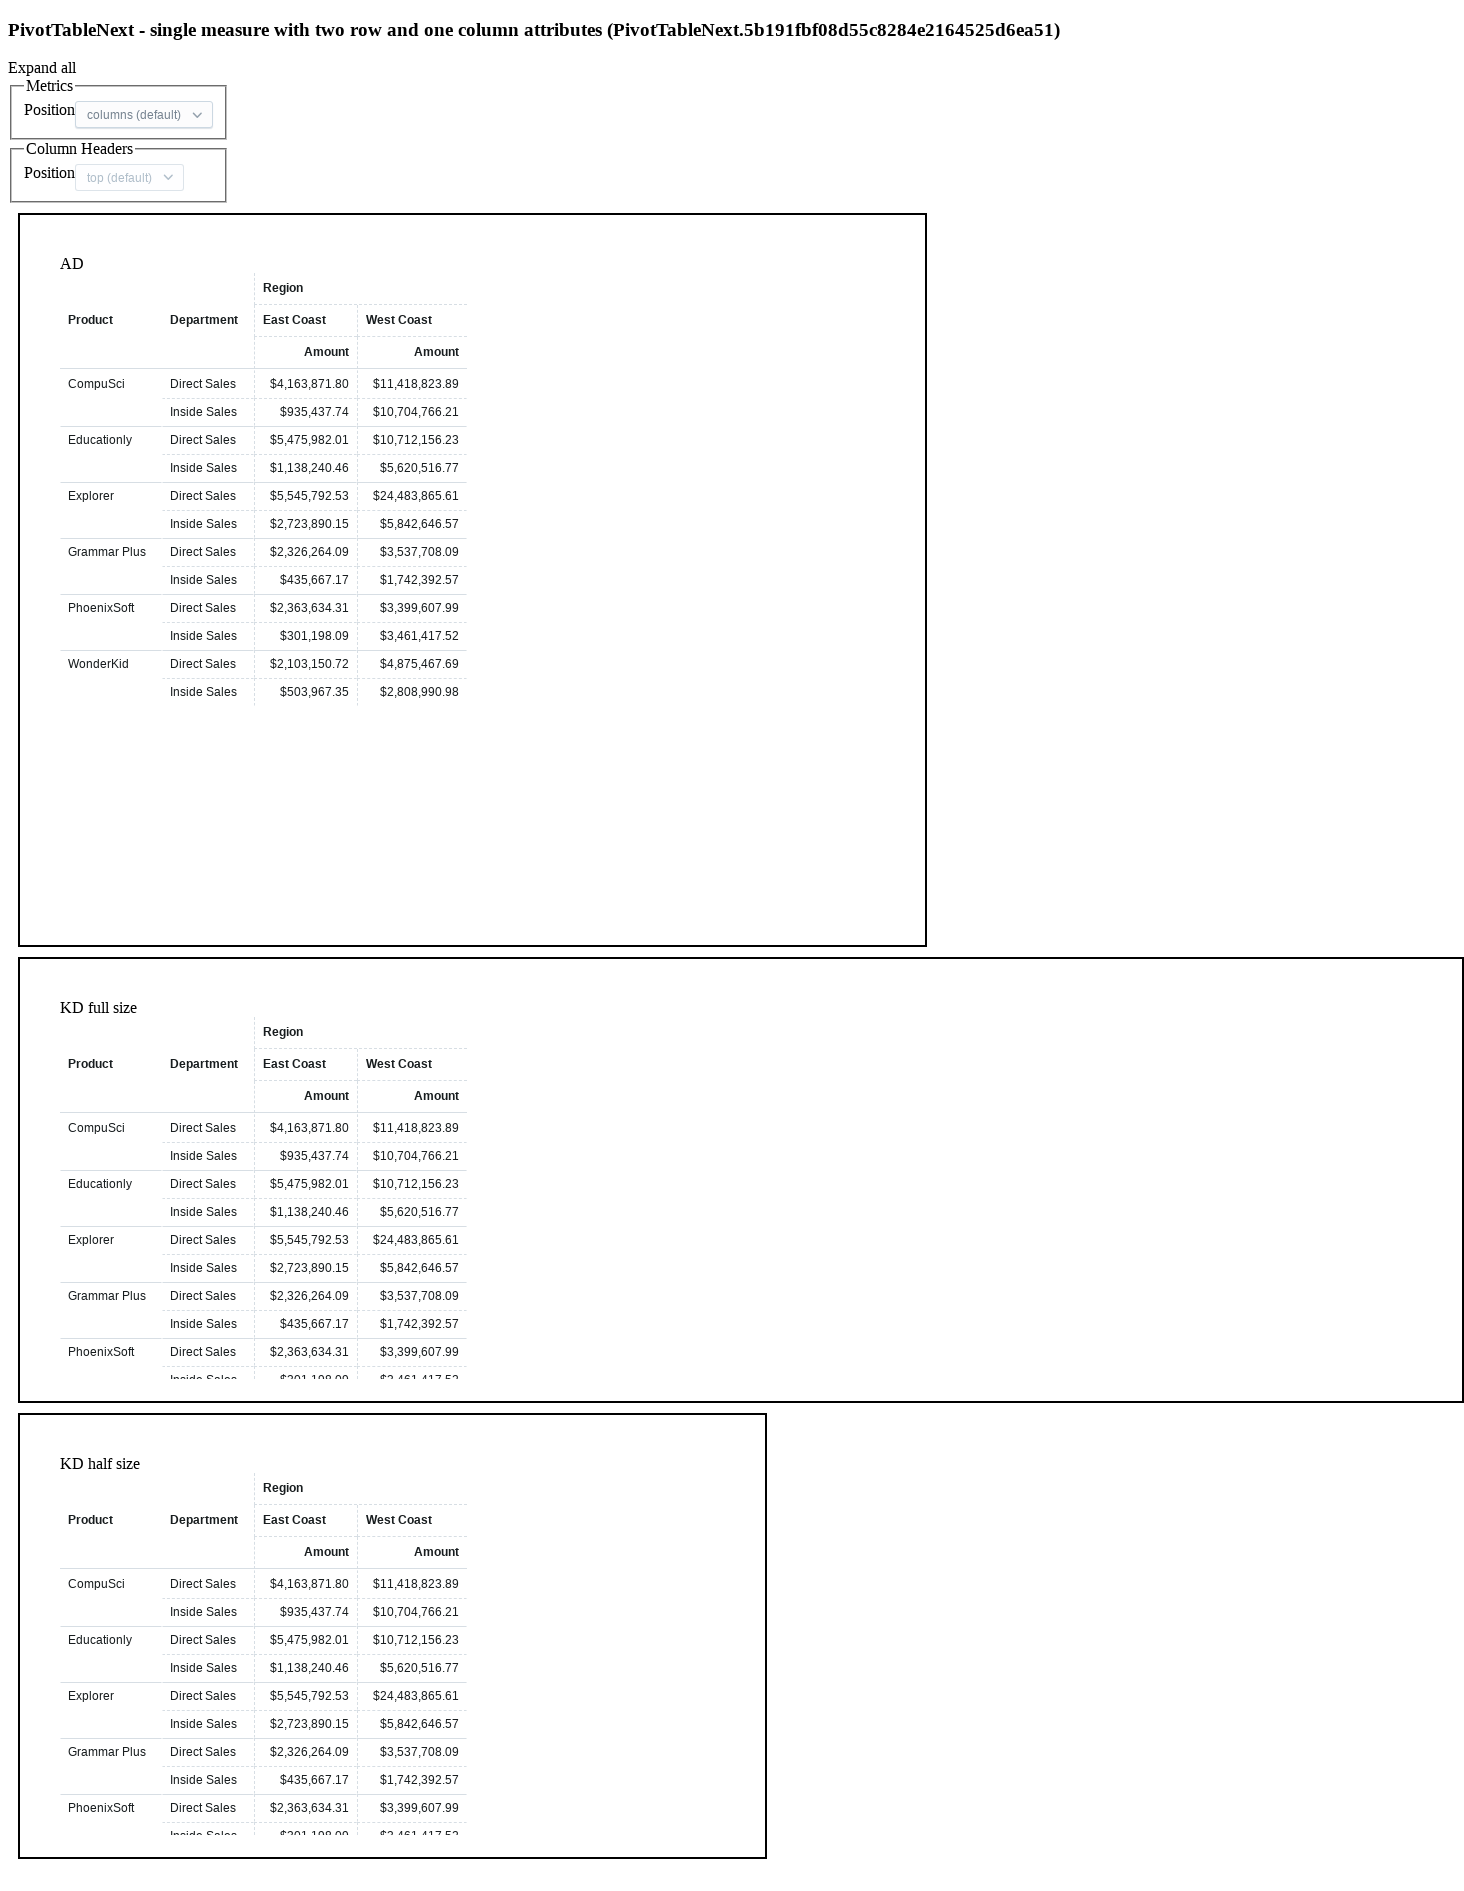 PivotTableNext - single measure with two row and one column attributes (PivotTableNext.5b191fbf08d55c8284e2164525d6ea51)
Expand all
Metrics
Position columns (default)
Column Headers
Position top (default)
AD
Region
Product Department East Coast West Coast
Amount Amount
CompuSci Direct Sales $4,163,871.80 $11,418,823.89
Inside Sales $935,437.74 $10,704,766.21
Educationly Direct Sales $5,475,982.01 $10,712,156.23
Inside Sales $1,138,240.46 $5,620,516.77
Explorer Direct Sales $5,545,792.53 $24,483,865.61
Inside Sales $2,723,890.15 $5,842,646.57
Grammar Plus Direct Sales $2,326,264.09 $3,537,708.09
Inside Sales $435,667.17 $1,742,392.57
PhoenixSoft Direct Sales $2,363,634.31 $3,399,607.99
Inside Sales $301,198.09 $3,461,417.52
WonderKid Direct Sales $2,103,150.72 $4,875,467.69
Inside Sales $503,967.35 $2,808,990.98
KD full size
Region
Product Department East Coast West Coast
Amount Amount
CompuSci Direct Sales $4,163,871.80 $11,418,823.89
Inside Sales $935,437.74 $10,704,766.21
Educationly Direct Sales $5,475,982.01 $10,712,156.23
Inside Sales $1,138,240.46 $5,620,516.77
Explorer Direct Sales $5,545,792.53 $24,483,865.61
Inside Sales $2,723,890.15 $5,842,646.57
Grammar Plus Direct Sales $2,326,264.09 $3,537,708.09
Inside Sales $435,667.17 $1,742,392.57
PhoenixSoft Direct Sales $2,363,634.31 $3,399,607.99
Inside Sales $301,198.09 $3,461,417.52
KD half size
Region
Product Department East Coast West Coast
Amount Amount
CompuSci Direct Sales $4,163,871.80 $11,418,823.89
Inside Sales $935,437.74 $10,704,766.21
Educationly Direct Sales $5,475,982.01 $10,712,156.23
Inside Sales $1,138,240.46 $5,620,516.77
Explorer Direct Sales $5,545,792.53 $24,483,865.61
Inside Sales $2,723,890.15 $5,842,646.57
Grammar Plus Direct Sales $2,326,264.09 $3,537,708.09
Inside Sales $435,667.17 $1,742,392.57
PhoenixSoft Direct Sales $2,363,634.31 $3,399,607.99
Inside Sales $301,198.09 $3,461,417.52